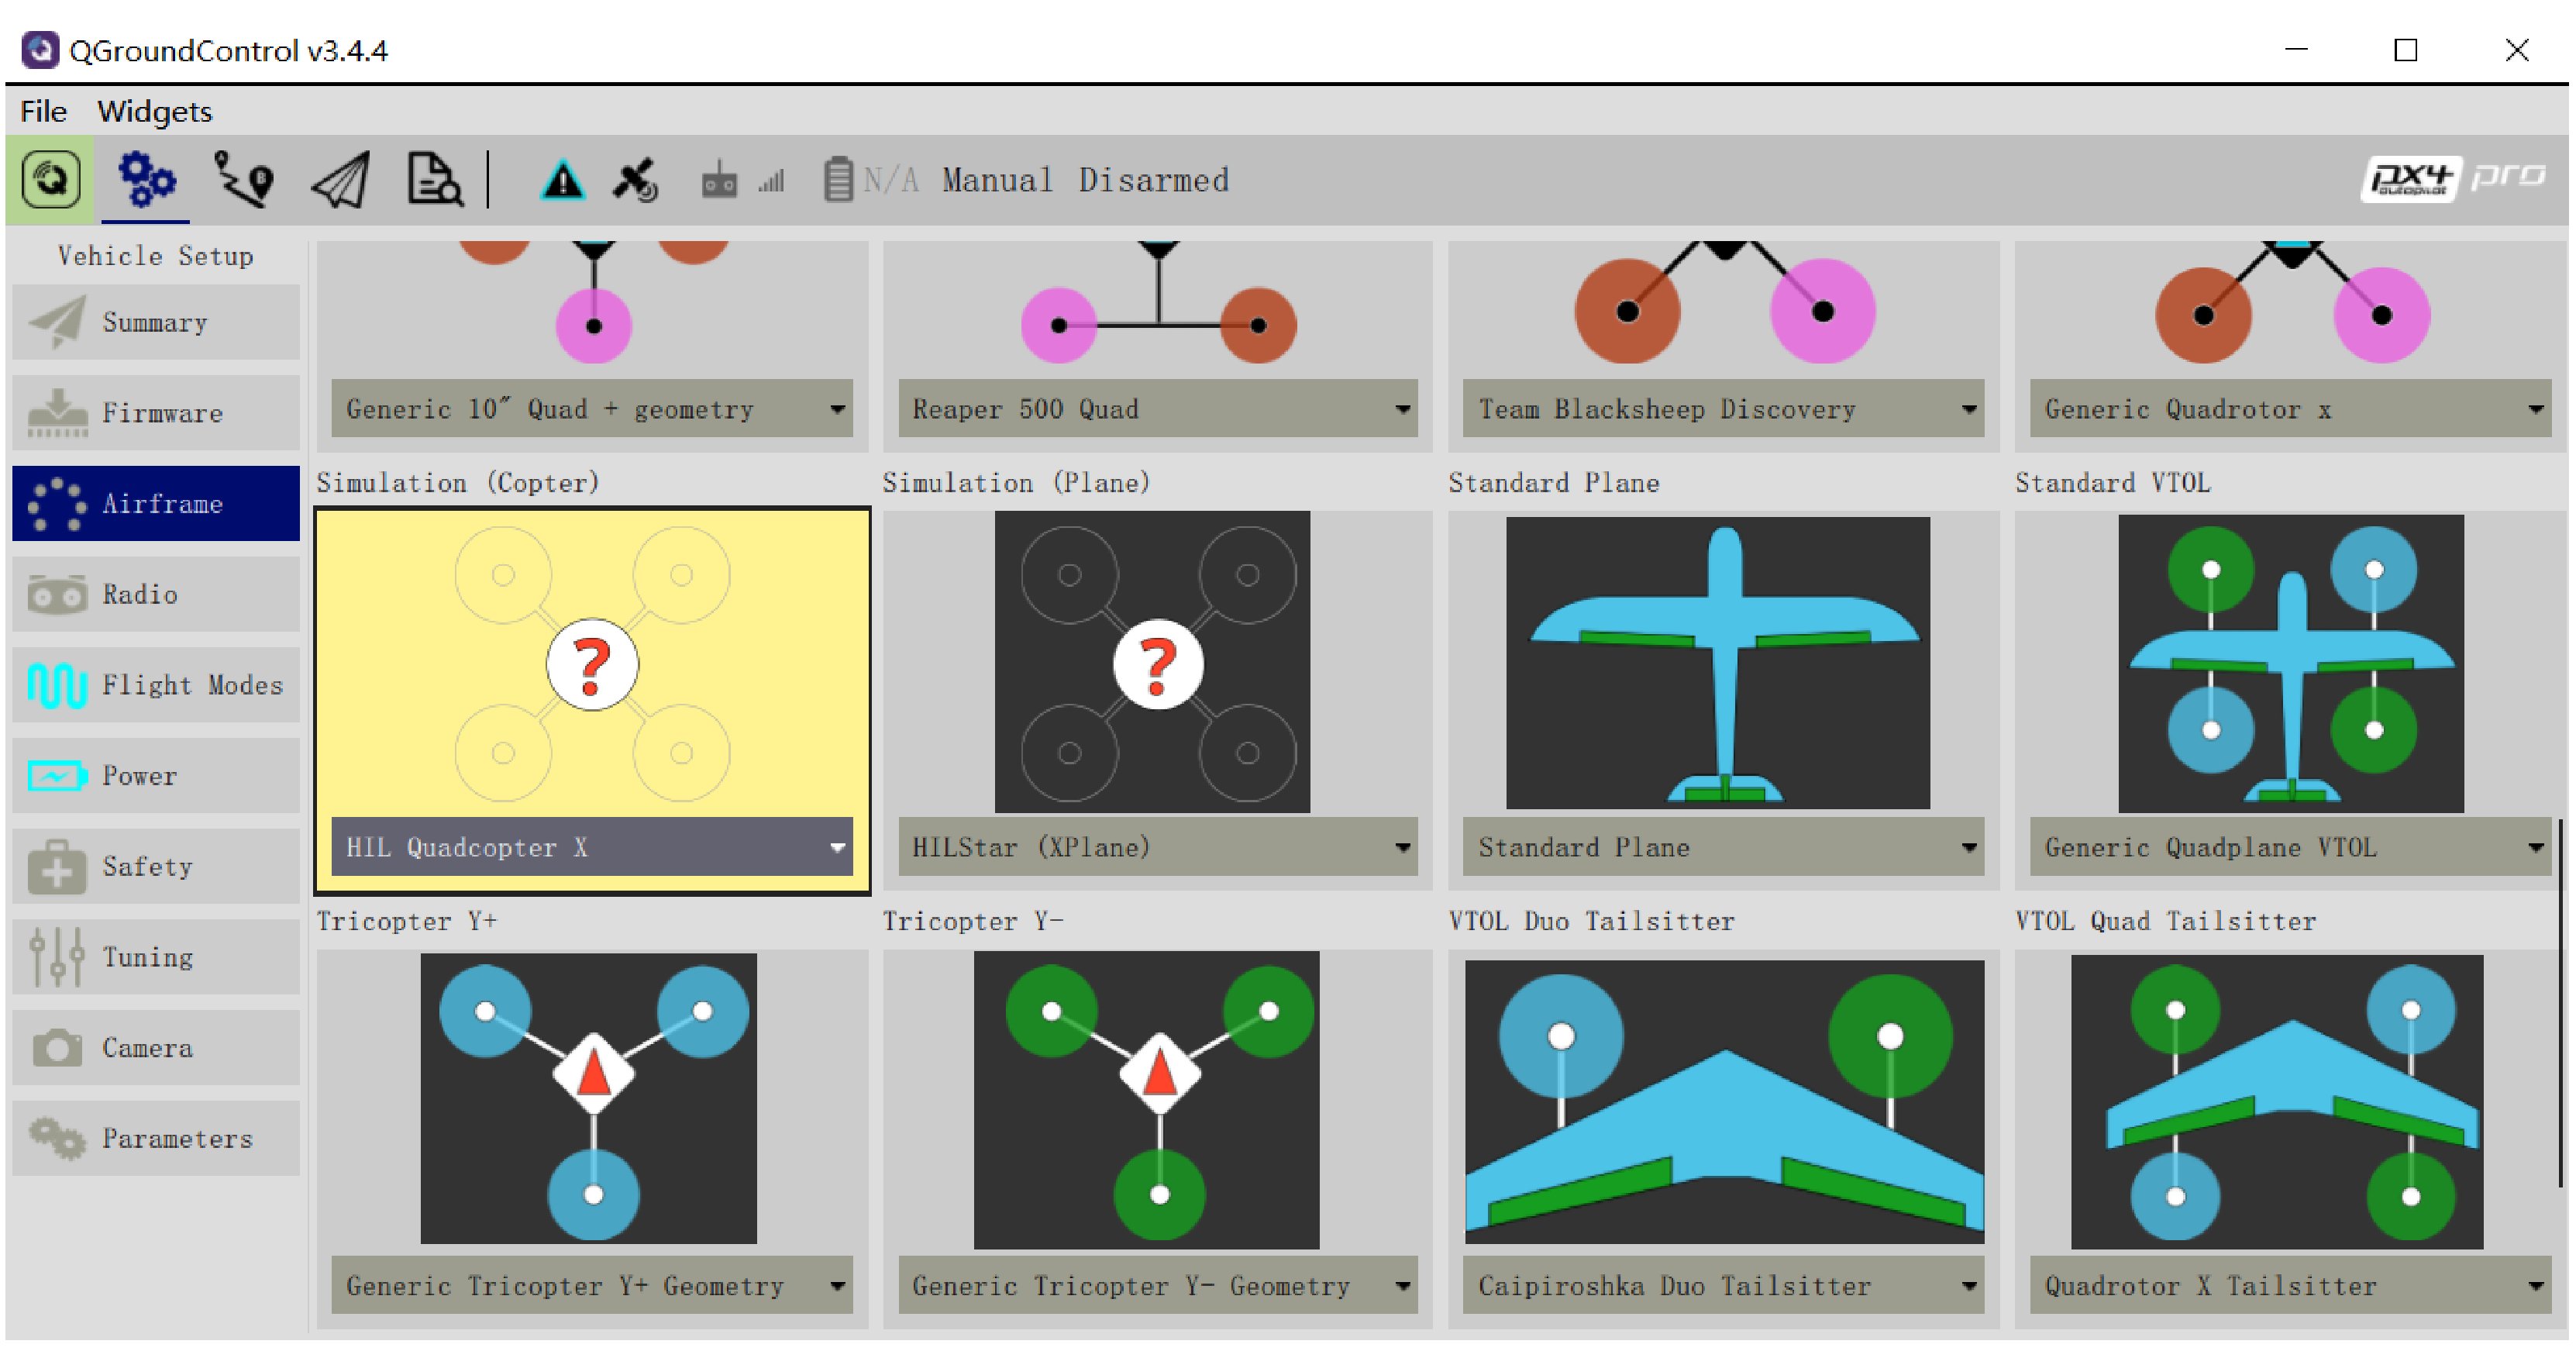 QGroundControl v3.4.4
File Widgets
N/A Manual Disarmed
px4 autopilot pro
Vehicle Setup
Summary
Firmware
Airframe
Radio
Flight Modes
Power
Safety
Tuning
Camera
Parameters
Generic 10″ Quad + geometry
Reaper 500 Quad
Team Blacksheep Discovery
Generic Quadrotor x
Simulation (Copter)
Simulation (Plane)
Standard Plane
Standard VTOL
?
?
HIL Quadcopter X
HILStar (XPlane)
Standard Plane
Generic Quadplane VTOL
Tricopter Y+
Tricopter Y-
VTOL Duo Tailsitter
VTOL Quad Tailsitter
Generic Tricopter Y+ Geometry
Generic Tricopter Y- Geometry
Caipiroshka Duo Tailsitter
Quadrotor X Tailsitter